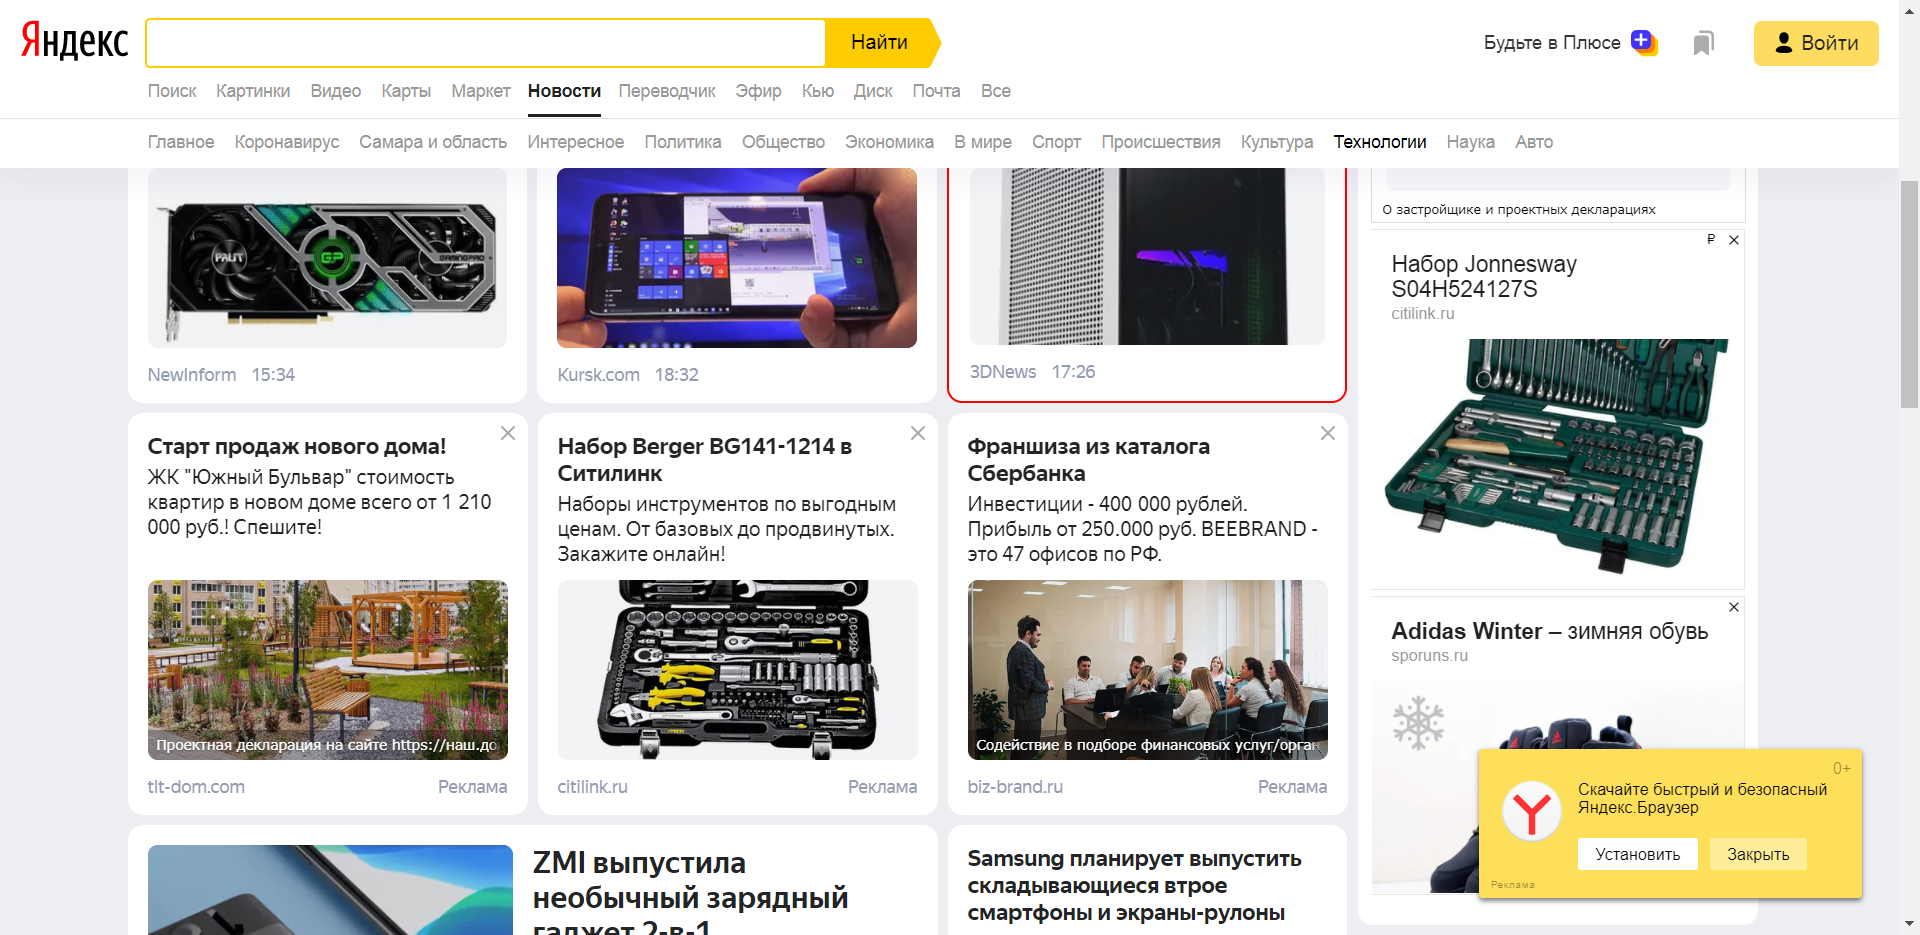 Яндекс
Найти
Будьте в Плюсе
Войти
Поиск Картинки Видео Карты Маркет Новости Переводчик Эфир Кью Диск Почта Все
Главное Коронавирус Самара и область Интересное Политика Общество Экономика В мире Спорт Происшествия Культура Технологии Наука Авто
PALIT
GP
GAMINGPRO
NewInform 15:34
Kursk.com 18:32
3DNews 17:26
О застройщике и проектных декларациях
₽
Набор Jonnesway
S04H524127S
citilink.ru
Старт продаж нового дома!
ЖК "Южный Бульвар" стоимость
квартир в новом доме всего от 1 210
000 руб.! Спешите!
Проектная декларация на сайте https://наш.до
tlt-dom.com Реклама
Набор Berger BG141-1214 в
Ситилинк
Наборы инструментов по выгодным
ценам. От базовых до продвинутых.
Закажите онлайн!
citilink.ru Реклама
Франшиза из каталога
Сбербанка
Инвестиции - 400 000 рублей.
Прибыль от 250.000 руб. BEEBRAND -
это 47 офисов по РФ.
Содействие в подборе финансовых услуг/орга
biz-brand.ru Реклама
Adidas Winter – зимняя обувь
sporuns.ru
0+
Скачайте быстрый и безопасный
Яндекс.Браузер
Установить Закрыть
Реклама
ZMI выпустила
необычный зарядный
гаджет 2-в-1
Samsung планирует выпустить
складывающиеся втрое
смартфоны и экраны-рулоны